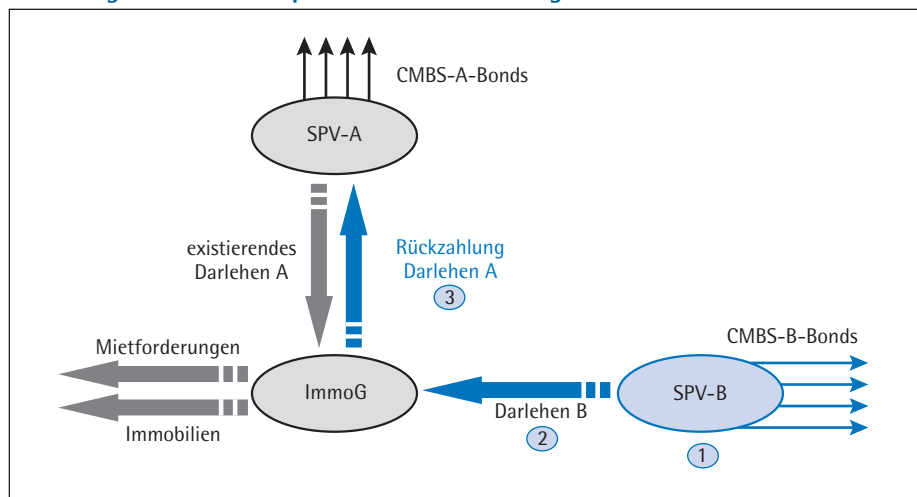 CMBS-A-Bonds
SPV-A
existierendes
Darlehen A
Rückzahlung
Darlehen A
3
Mietforderungen
ImmoG
Immobilien
Darlehen B
2
CMBS-B-Bonds
SPV-B
1